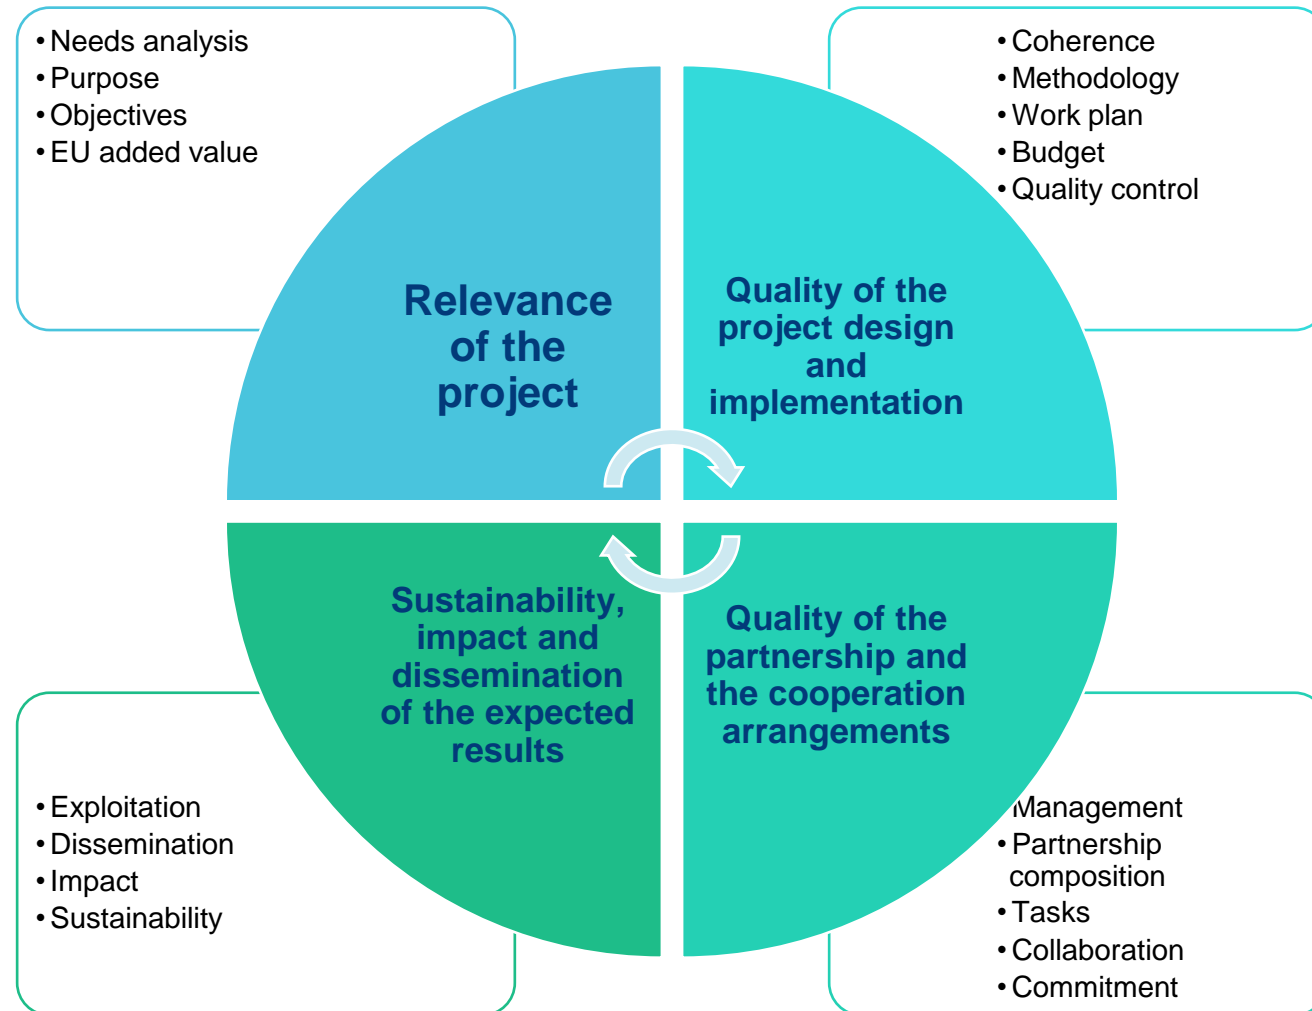 • Needs analysis
• Purpose
• Objectives
• EU added value
• Coherence
• Methodology
• Work plan
• Budget
• Quality control
Relevance
of the
project
Quality of the
project design
and
implementation
Sustainability,
impact and
dissemination
of the expected
results
Quality of the
partnership and
the cooperation
arrangements
• Exploitation
• Dissemination
• Impact
• Sustainability
Management
• Partnership
composition
• Tasks
• Collaboration
• Commitment